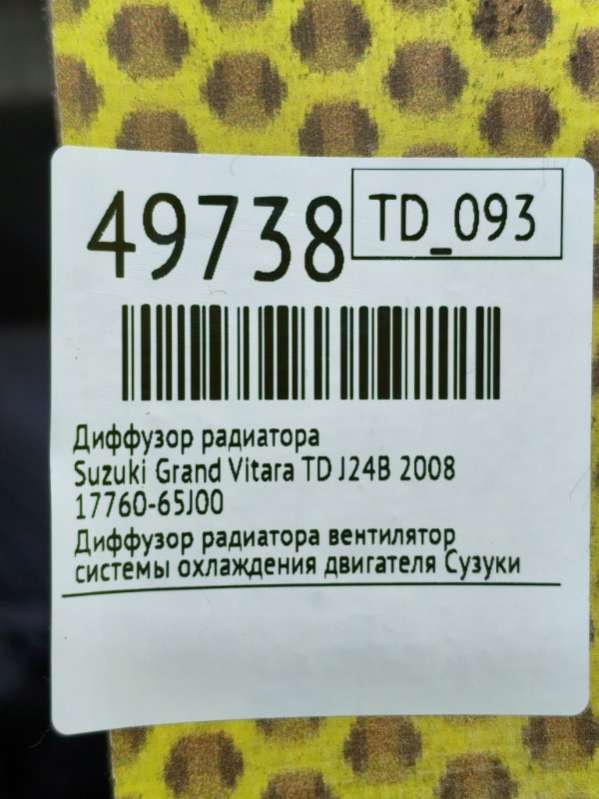 49738
TD_093
Диффузор радиатора
Suzuki Grand Vitara TD J24B 2008
17760-65J00
Диффузор радиатора вентилятор
системы охлаждения двигателя Сузуки